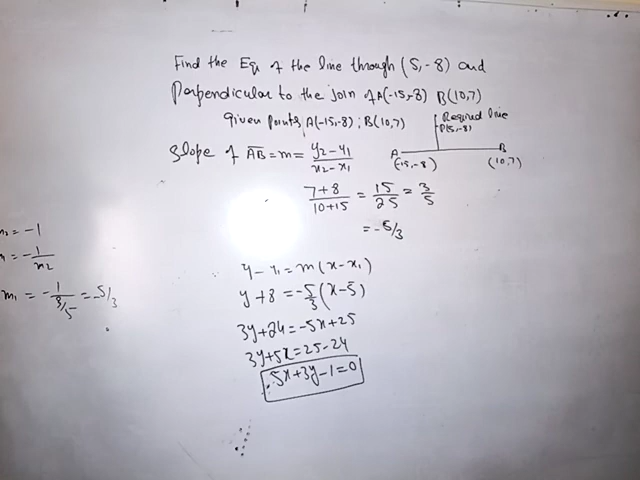 Find the Eq of the line through (5,-8) and
Perpendicular to the join of A(-15,-8) B(10,7)
Given points, A(-15,-8) ; B(10,7)
Required line
P(5,-8)
Slope of AB = m = y2 - y1 / x2 - x1
A B
(-15,-8) (10,7)
7+8 / 10+15 = 15/25 = 3/5
= -5/3
= -1
= -1/m2
m1 = -1/(3/5) = -5/3
y - y1 = m(x - x1)
y + 8 = -5/3 (x - 5)
3y + 24 = -5x + 25
3y + 5x = 25 - 24
∴ 5x + 3y - 1 = 0